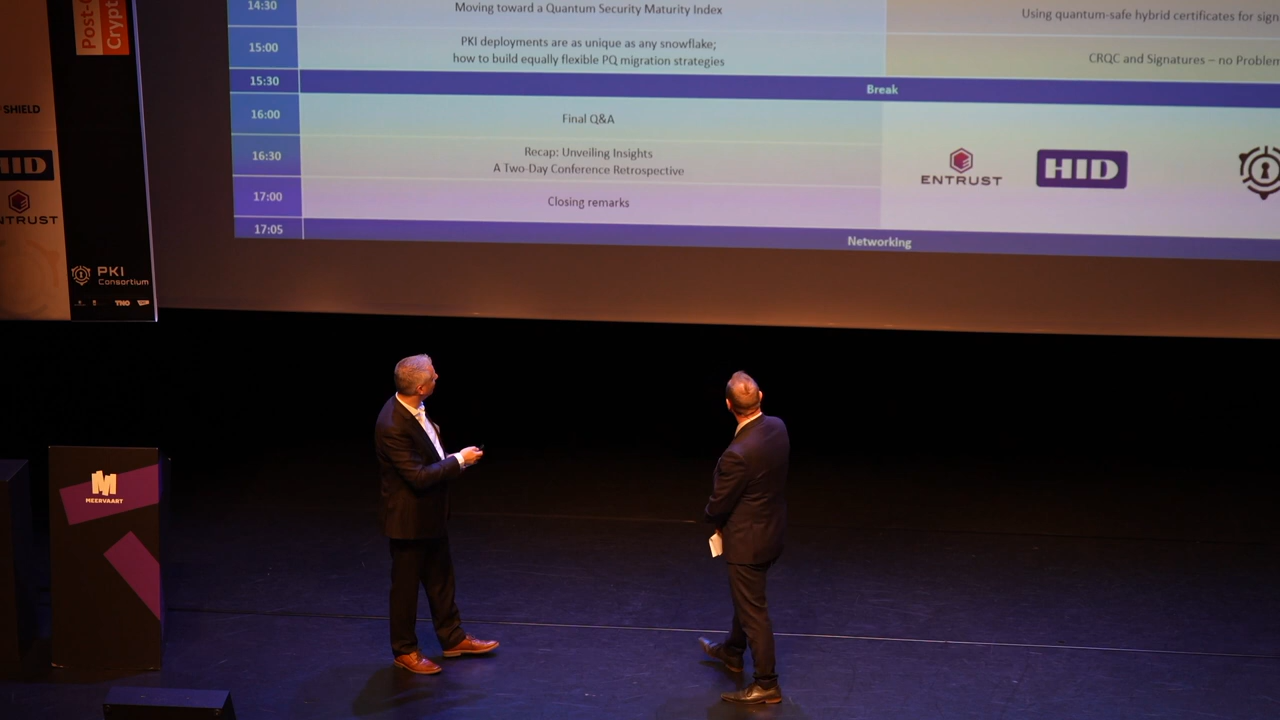 Post-
Crypt
SHIELD
HID
ENTRUST
PKI
Consortium
THO
14:30
Moving toward a Quantum Security Maturity Index
Using quantum-safe hybrid certificates for sign
15:00
PKI deployments are as unique as any snowflake;
how to build equally flexible PQ migration strategies
CRQC and Signatures – no Problem
15:30
Break
16:00
Final Q&A
16:30
Recap: Unveiling Insights
A Two-Day Conference Retrospective
17:00
Closing remarks
ENTRUST
HID
17:05
Networking
M
MEERVAART